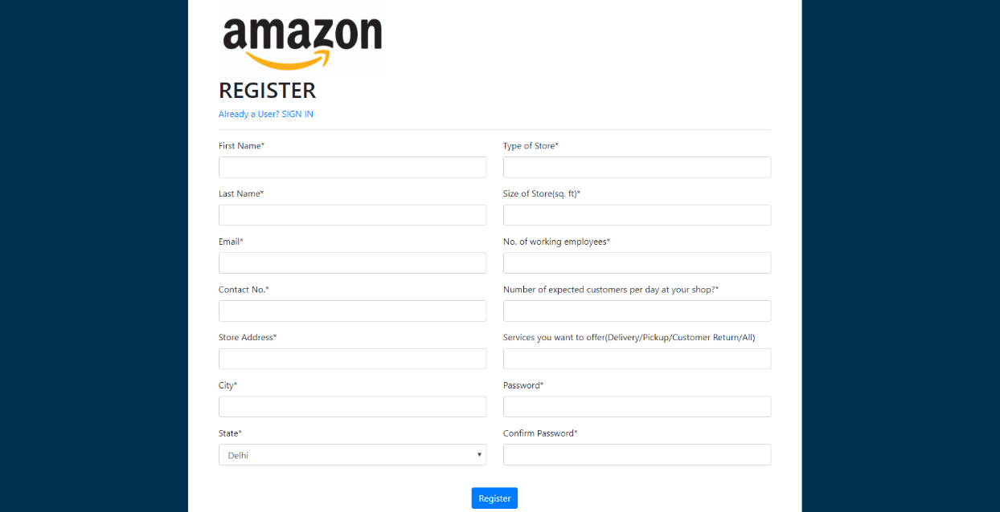 amazon
REGISTER
Already a User? SIGN IN
First Name*
Type of Store*
Last Name*
Size of Store(sq. ft)*
Email*
No. of working employees*
Contact No.*
Number of expected customers per day at your shop?*
Store Address*
Services you want to offer(Delivery/Pickup/Customer Return/All)
City*
Password*
State*
Confirm Password*
Delhi
Register